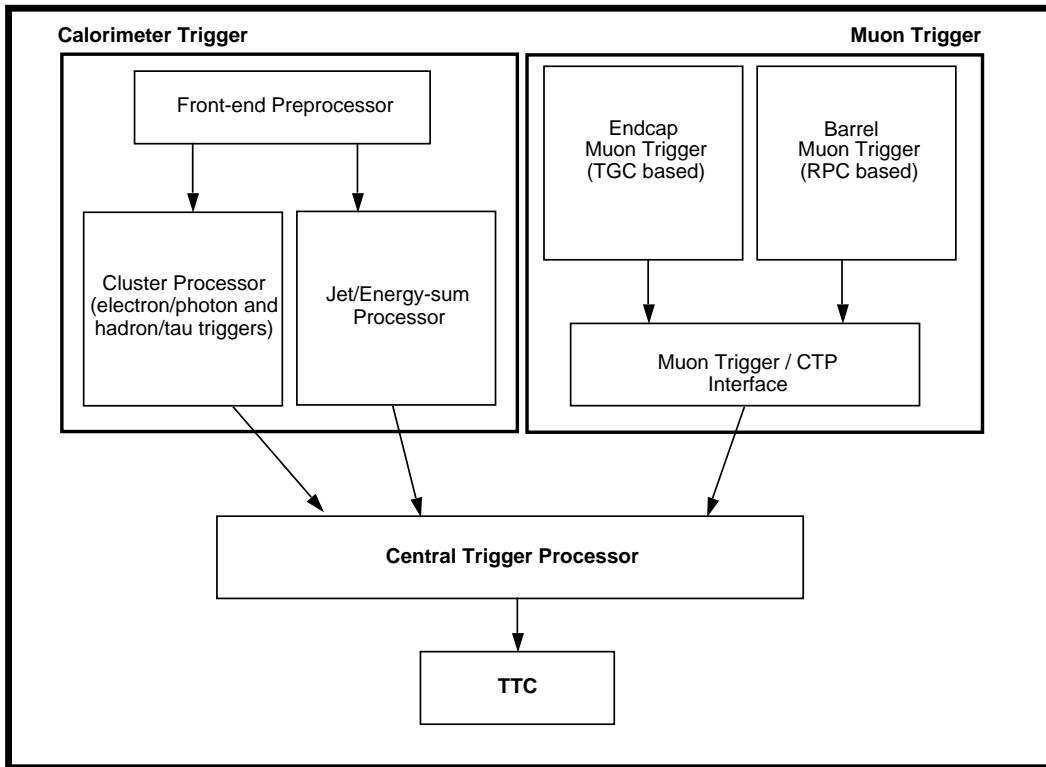 Calorimeter Trigger
Muon Trigger
Front-end Preprocessor
Endcap
Muon Trigger
(TGC based)
Barrel
Muon Trigger
(RPC based)
Cluster Processor
(electron/photon and
hadron/tau triggers)
Jet/Energy-sum
Processor
Muon Trigger / CTP
Interface
Central Trigger Processor
TTC